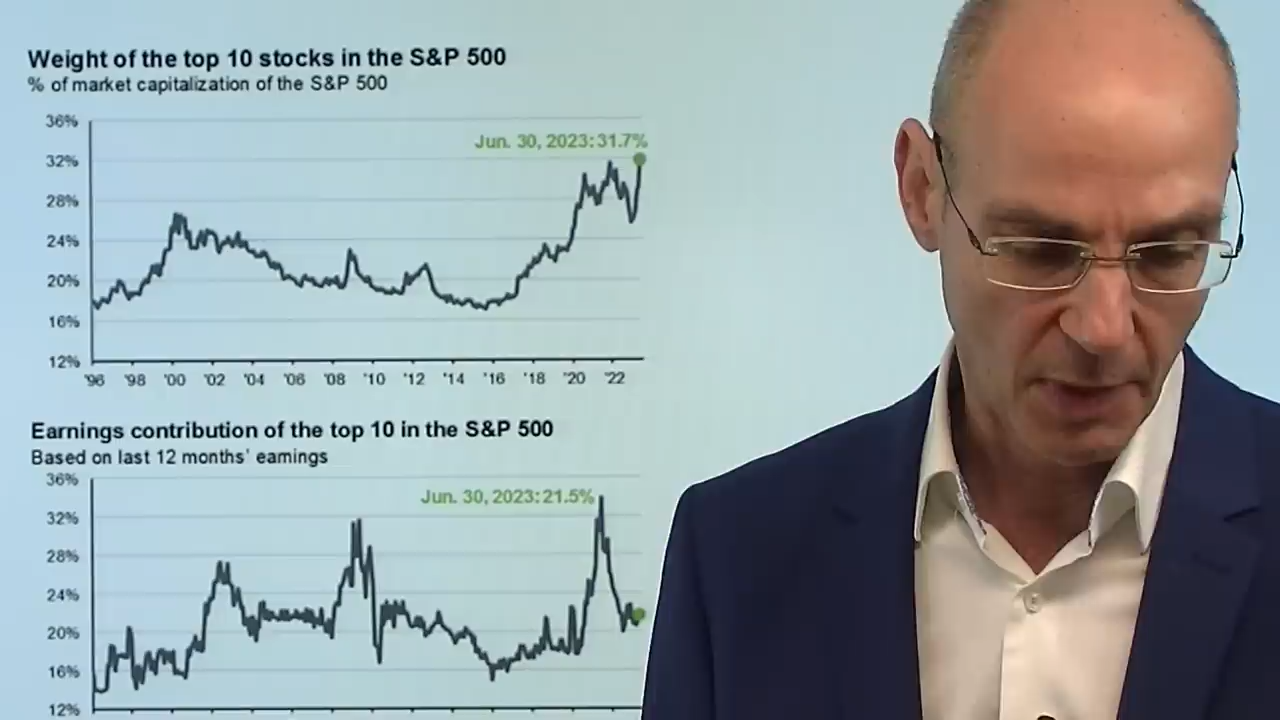 Weight of the top 10 stocks in the S&P 500
% of market capitalization of the S&P 500
36%
Jun. 30, 2023: 31.7%
32%
28%
24%
20%
16%
12%
'96 '98 '00 '02 '04 '06 '08 '10 '12 '14 '16 '18 '20 '22
Earnings contribution of the top 10 in the S&P 500
Based on last 12 months' earnings
36%
Jun. 30, 2023: 21.5%
32%
28%
24%
20%
16%
12%